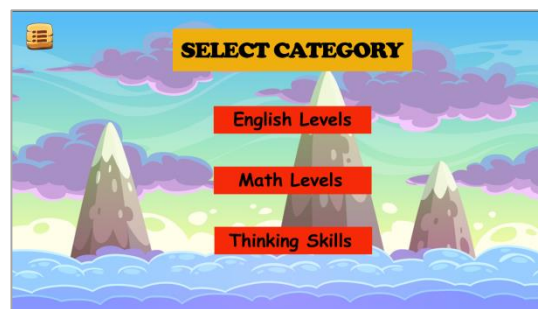 SELECT CATEGORY
English Levels
Math Levels
Thinking Skills